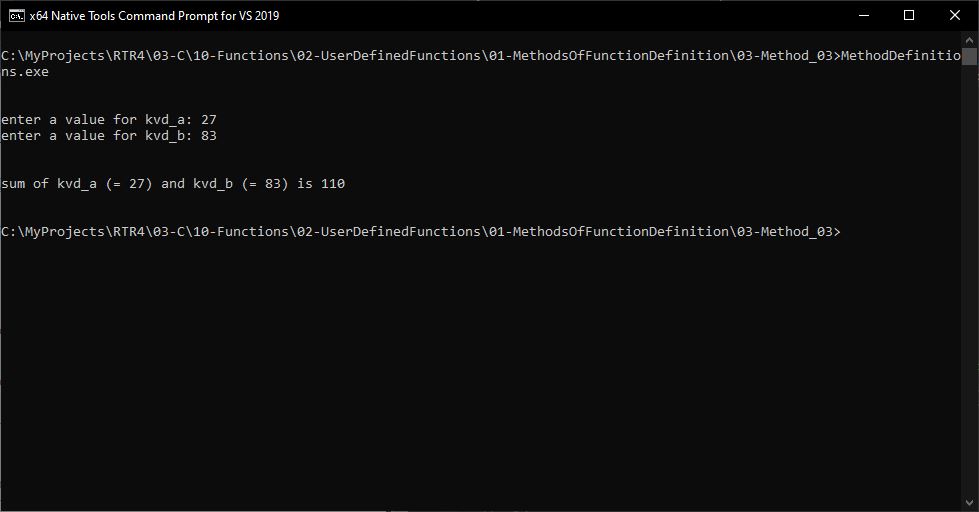 x64 Native Tools Command Prompt for VS 2019
C:\MyProjects\RTR4\03-C\10-Functions\02-UserDefinedFunctions\01-MethodsOfFunctionDefinition\03-Method_03>MethodDefinitio
ns.exe
enter a value for kvd_a: 27
enter a value for kvd_b: 83
sum of kvd_a (= 27) and kvd_b (= 83) is 110
C:\MyProjects\RTR4\03-C\10-Functions\02-UserDefinedFunctions\01-MethodsOfFunctionDefinition\03-Method_03>